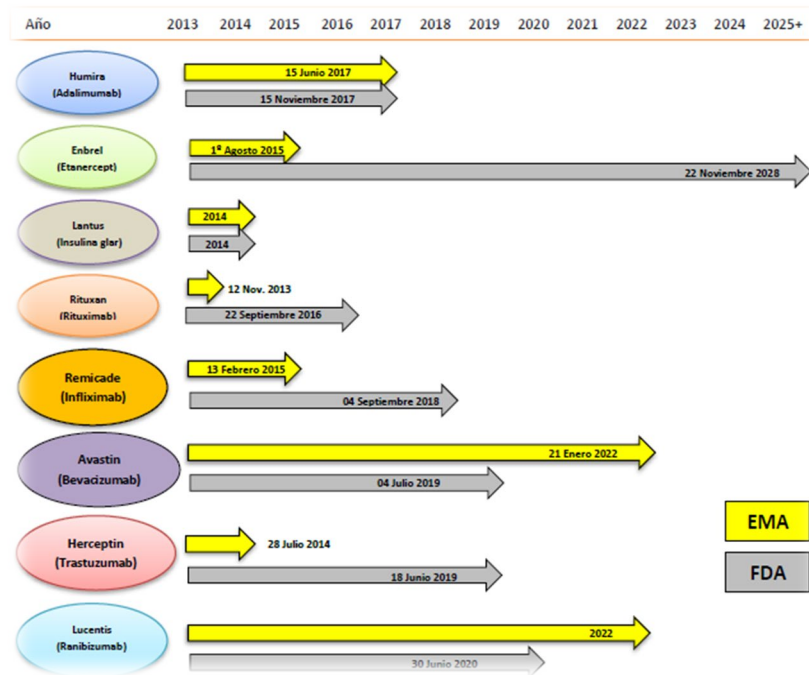 Año 2013 2014 2015 2016 2017 2018 2019 2020 2021 2022 2023 2024 2025+
Humira
(Adalimumab)
15 Junio 2017
15 Noviembre 2017
Enbrel
(Etanercept)
1º Agosto 2015
22 Noviembre 2028
Lantus
(Insulina glar)
2014
2014
Rituxan
(Rituximab)
12 Nov. 2013
22 Septiembre 2016
Remicade
(Infliximab)
13 Febrero 2015
04 Septiembre 2018
Avastin
(Bevacizumab)
21 Enero 2022
04 Julio 2019
Herceptin
(Trastuzumab)
28 Julio 2014
18 Junio 2019
Lucentis
(Ranibizumab)
2022
30 Junio 2020
EMA
FDA